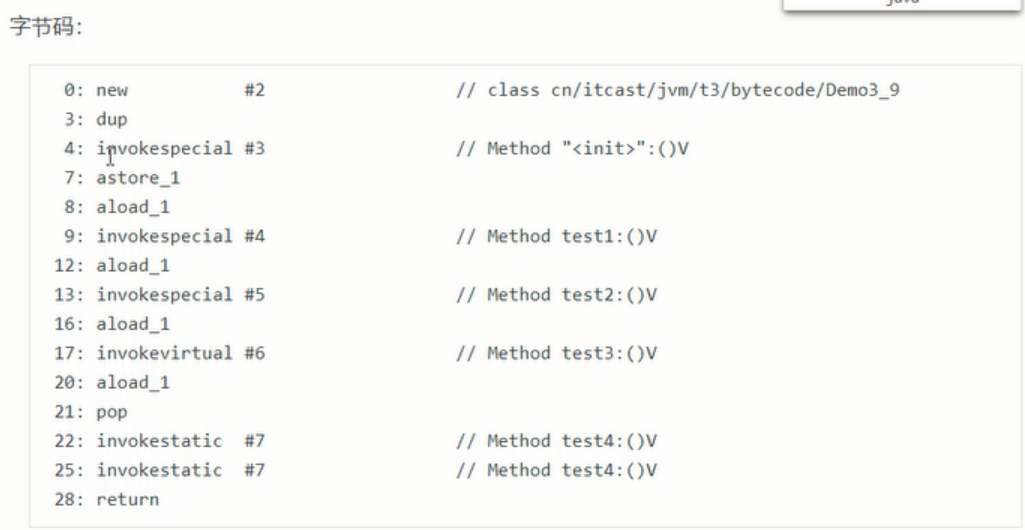 字节码：
0: new #2 // class cn/itcast/jvm/t3/bytecode/Demo3_9
3: dup
4: invokespecial #3 // Method "<init>":()V
7: astore_1
8: aload_1
9: invokespecial #4 // Method test1:()V
12: aload_1
13: invokespecial #5 // Method test2:()V
16: aload_1
17: invokevirtual #6 // Method test3:()V
20: aload_1
21: pop
22: invokestatic #7 // Method test4:()V
25: invokestatic #7 // Method test4:()V
28: return